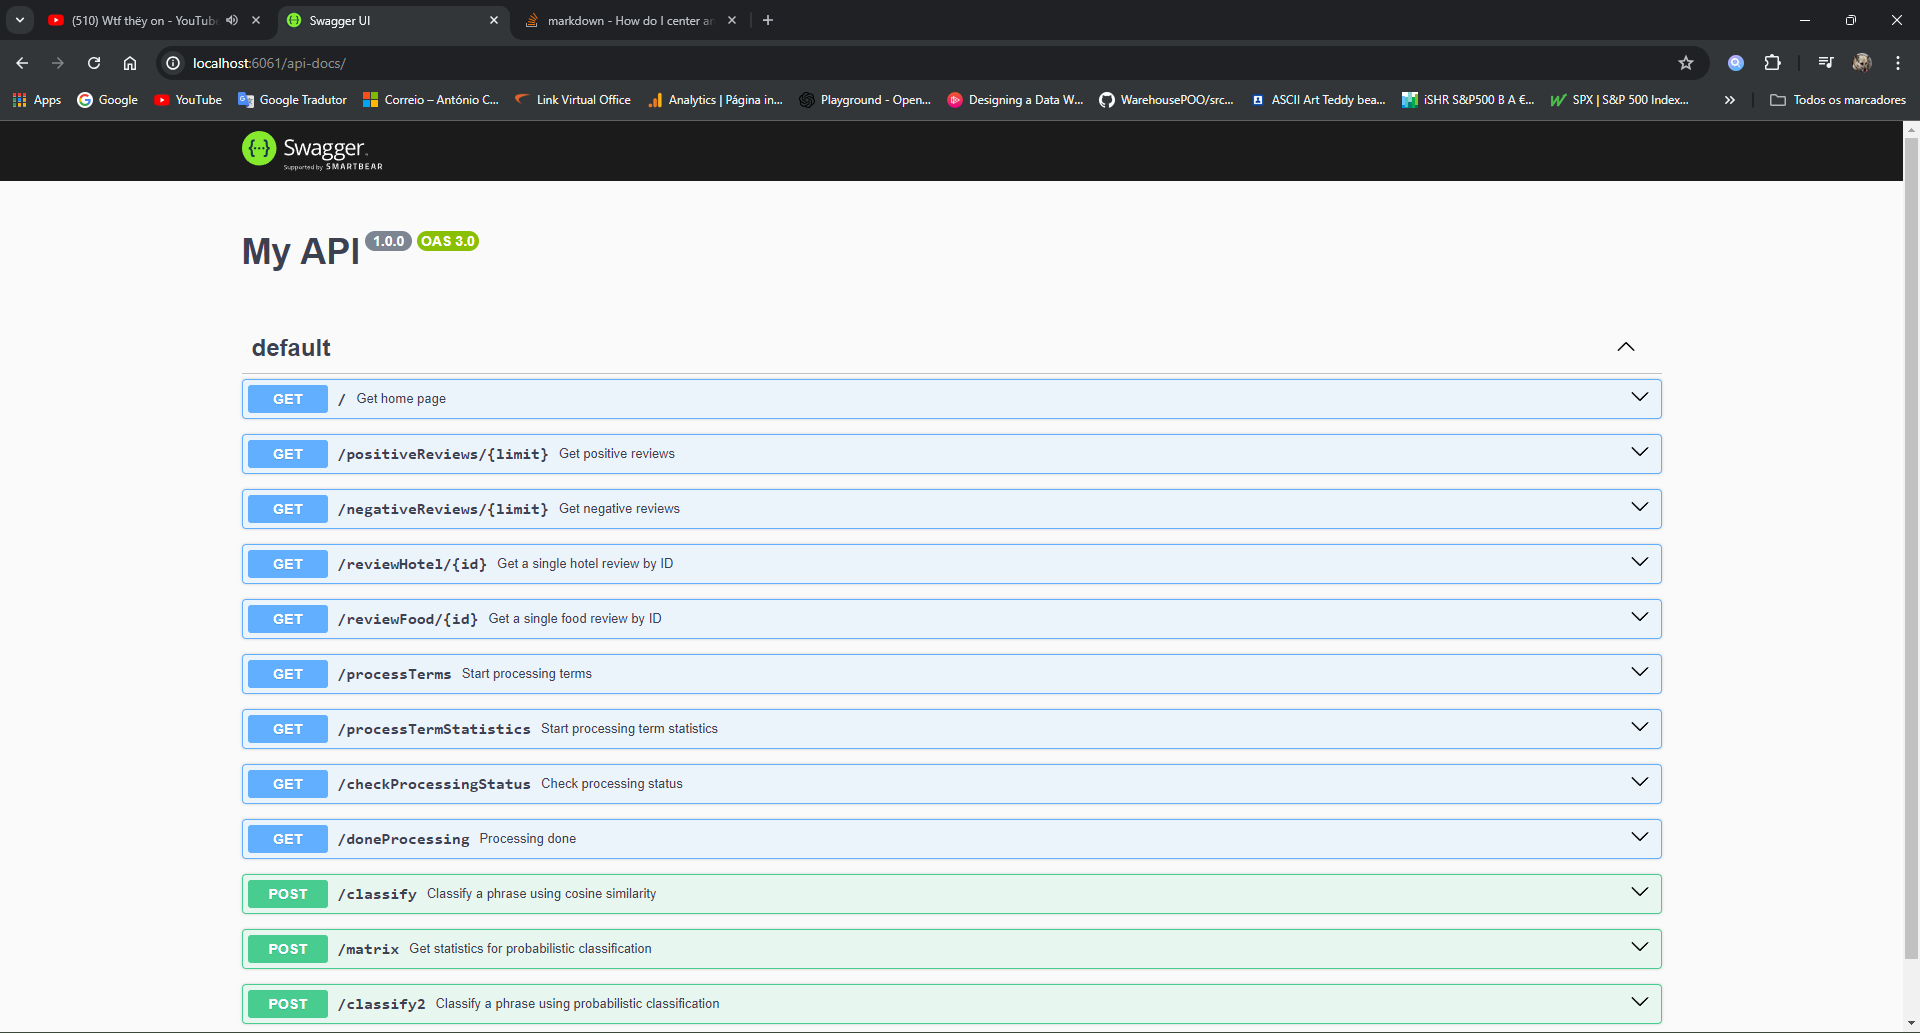 (510) Wtf thëy on - YouTube
Swagger UI
markdown - How do I center an
localhost:6061/api-docs/
Apps
Google
YouTube
Google Tradutor
Correio – António C...
Link Virtual Office
Analytics | Página in...
Playground - Open...
Designing a Data W...
WarehousePOO/src...
ASCII Art Teddy bea...
iSHR S&P500 B A €...
SPX | S&P 500 Index...
Todos os marcadores
Swagger.
Supported by SMARTBEAR
My API 1.0.0 OAS 3.0
default
GET / Get home page
GET /positiveReviews/{limit} Get positive reviews
GET /negativeReviews/{limit} Get negative reviews
GET /reviewHotel/{id} Get a single hotel review by ID
GET /reviewFood/{id} Get a single food review by ID
GET /processTerms Start processing terms
GET /processTermStatistics Start processing term statistics
GET /checkProcessingStatus Check processing status
GET /doneProcessing Processing done
POST /classify Classify a phrase using cosine similarity
POST /matrix Get statistics for probabilistic classification
POST /classify2 Classify a phrase using probabilistic classification